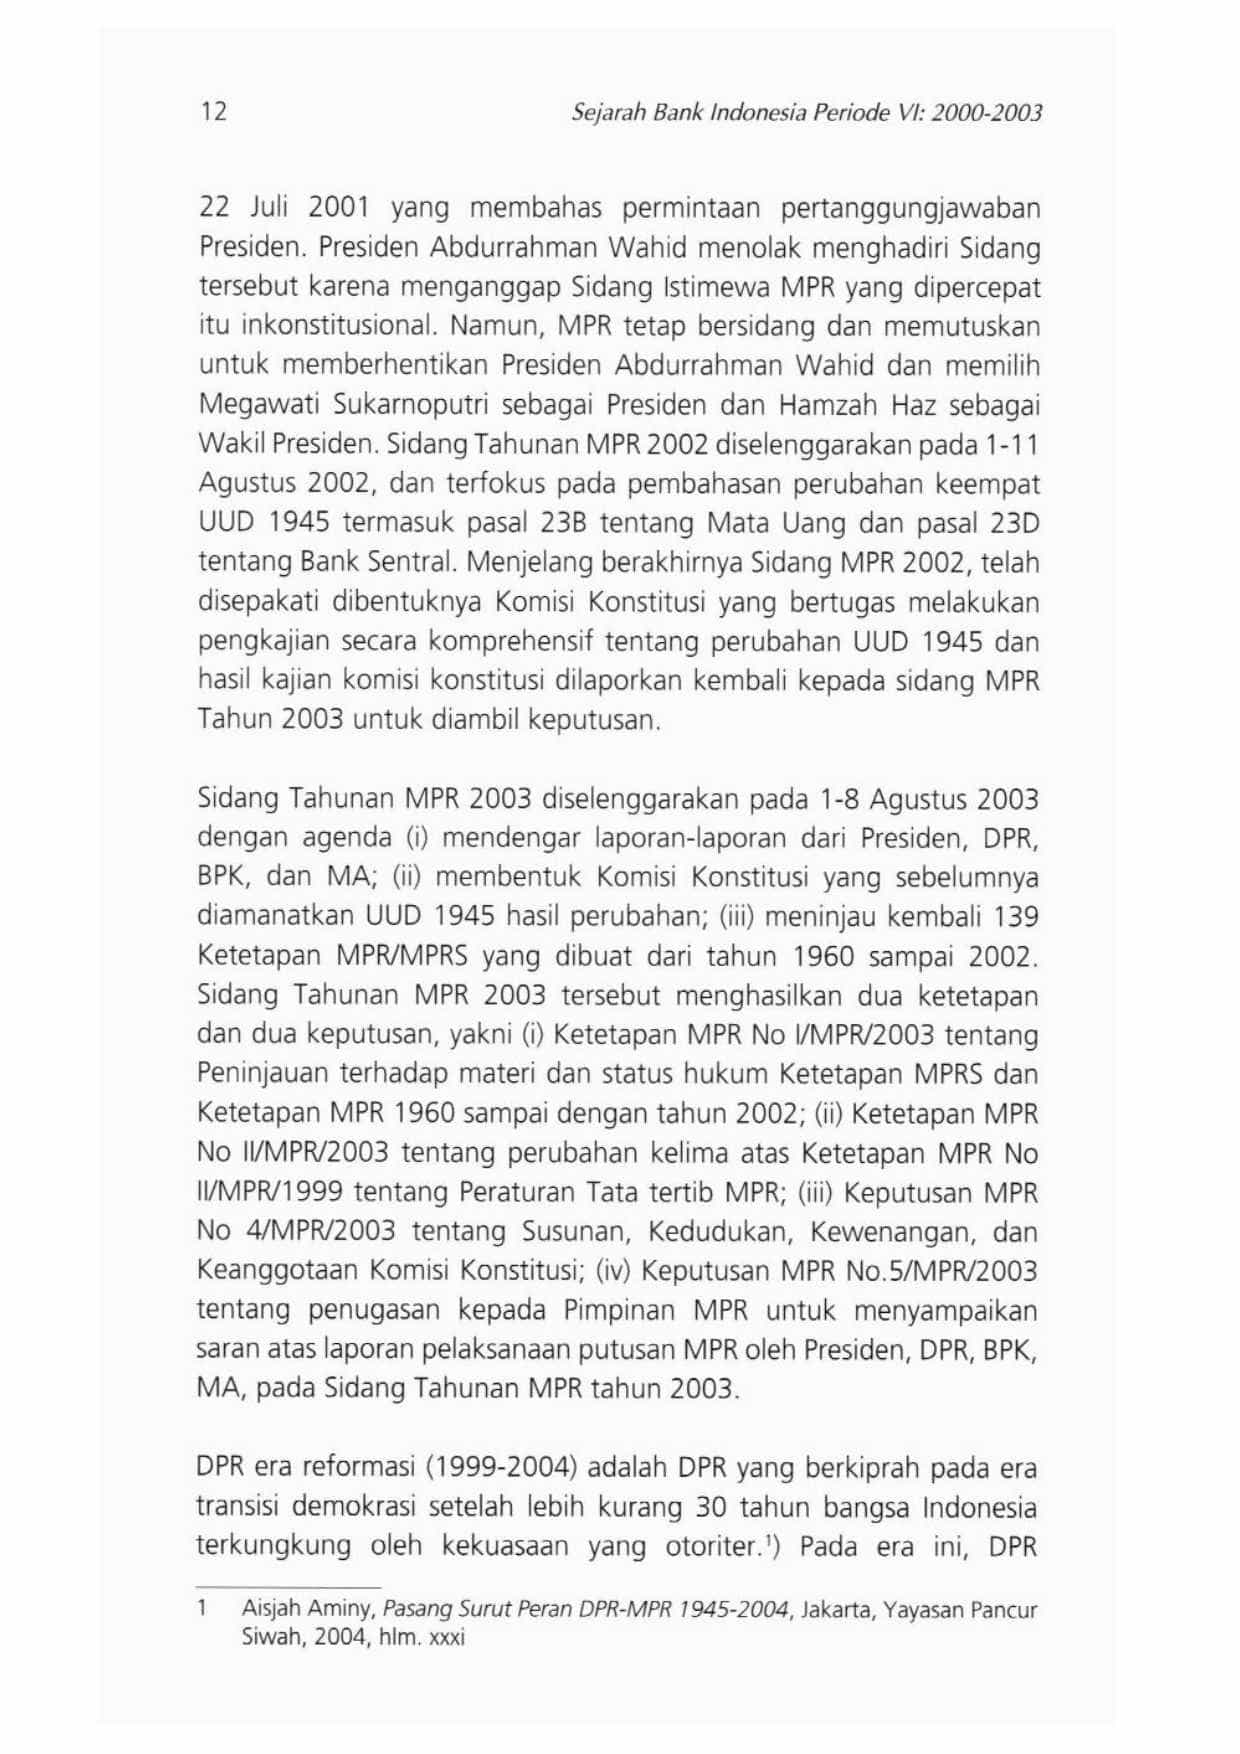 12
Sejarah Bank Indonesia Periode VI: 2000-2003
22 Juli 2001 yang membahas permintaan pertanggungjawaban
Presiden. Presiden Abdurrahman Wahid menolak menghadiri Sidang
tersebut karena menganggap Sidang Istimewa MPR yang dipercepat
itu inkonstitusional. Namun, MPR tetap bersidang dan memutuskan
untuk memberhentikan Presiden Abdurrahman Wahid dan memilih
Megawati Sukarnoputri sebagai Presiden dan Hamzah Haz sebagai
Wakil Presiden. Sidang Tahunan MPR 2002 diselenggarakan pada 1-11
Agustus 2002, dan terfokus pada pembahasan perubahan keempat
UUD 1945 termasuk pasal 23B tentang Mata Uang dan pasal 23D
tentang Bank Sentral. Menjelang berakhirnya Sidang MPR 2002, telah
disepakati dibentuknya Komisi Konstitusi yang bertugas melakukan
pengkajian secara komprehensif tentang perubahan UUD 1945 dan
hasil kajian komisi konstitusi dilaporkan kembali kepada sidang MPR
Tahun 2003 untuk diambil keputusan.
Sidang Tahunan MPR 2003 diselenggarakan pada 1-8 Agustus 2003
dengan agenda (i) mendengar laporan-laporan dari Presiden, DPR,
BPK, dan MA; (ii) membentuk Komisi Konstitusi yang sebelumnya
diamanatkan UUD 1945 hasil perubahan; (iii) meninjau kembali 139
Ketetapan MPR/MPRS yang dibuat dari tahun 1960 sampai 2002.
Sidang Tahunan MPR 2003 tersebut menghasilkan dua ketetapan
dan dua keputusan, yakni (i) Ketetapan MPR No I/MPR/2003 tentang
Peninjauan terhadap materi dan status hukum Ketetapan MPRS dan
Ketetapan MPR 1960 sampai dengan tahun 2002; (ii) Ketetapan MPR
No II/MPR/2003 tentang perubahan kelima atas Ketetapan MPR No
II/MPR/1999 tentang Peraturan Tata tertib MPR; (iii) Keputusan MPR
No 4/MPR/2003 tentang Susunan, Kedudukan, Kewenangan, dan
Keanggotaan Komisi Konstitusi; (iv) Keputusan MPR No.5/MPR/2003
tentang penugasan kepada Pimpinan MPR untuk menyampaikan
saran atas laporan pelaksanaan putusan MPR oleh Presiden, DPR, BPK,
MA, pada Sidang Tahunan MPR tahun 2003.
DPR era reformasi (1999-2004) adalah DPR yang berkiprah pada era
transisi demokrasi setelah lebih kurang 30 tahun bangsa Indonesia
terkungkung oleh kekuasaan yang otoriter.¹) Pada era ini, DPR
1 Aisjah Aminy, Pasang Surut Peran DPR-MPR 1945-2004, Jakarta, Yayasan Pancur
Siwah, 2004, hlm. xxxi